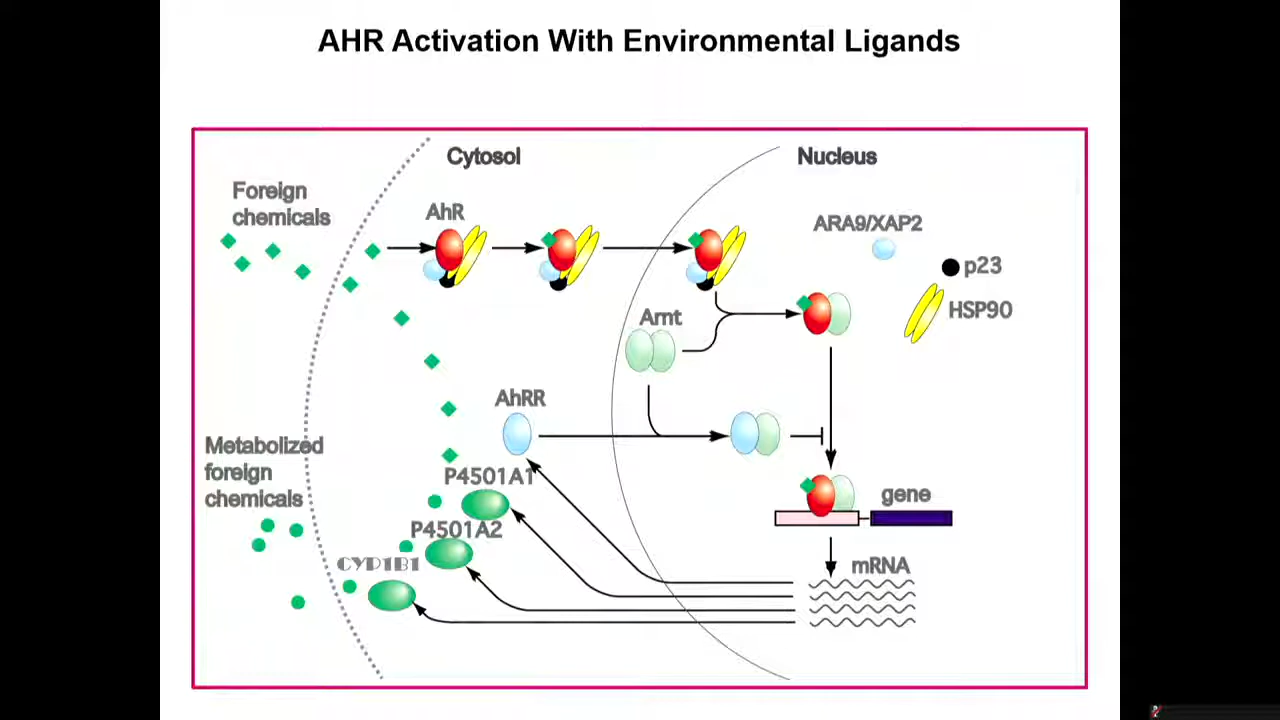 AHR Activation With Environmental Ligands
Cytosol
Nucleus
Foreign
chemicals
AhR
ARA9/XAP2
p23
HSP90
Arnt
AhRR
Metabolized
foreign
chemicals
P4501A1
P4501A2
CYP1B1
gene
mRNA